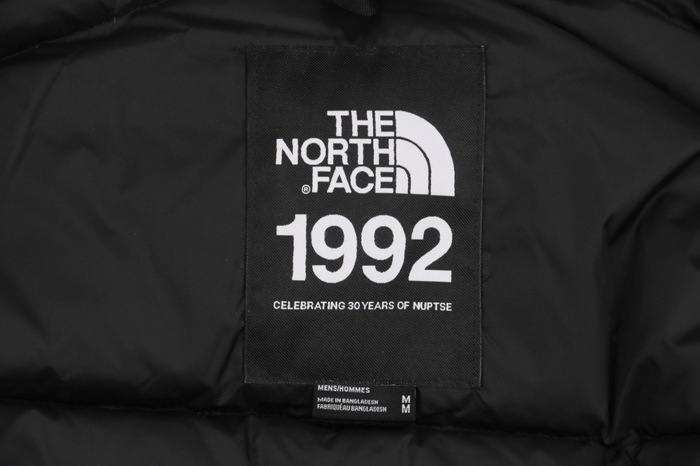 THE
NORTH
® FACE
1992
CELEBRATING 30 YEARS OF NUPTSE
MENS/HOMMES
MADE IN BANGLADESH M
FABRIQUÉ AU BANGLADESH M